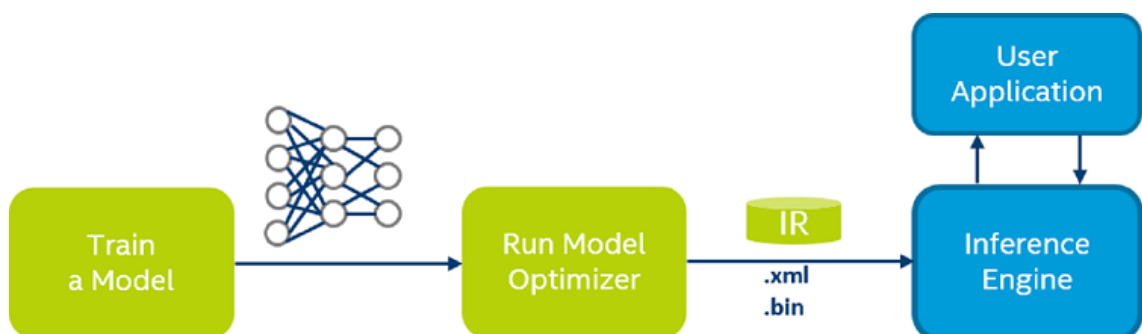 User
Application
Train
a Model
Run Model
Optimizer
IR
.xml
.bin
Inference
Engine